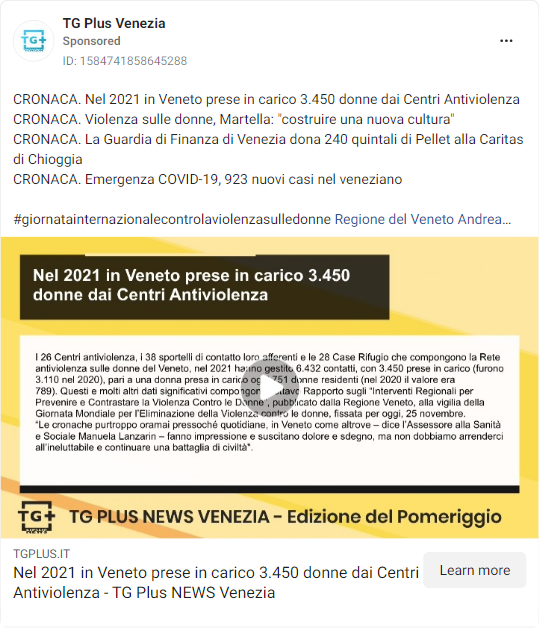 TG Plus Venezia
Sponsored
ID: 1584741858645288
CRONACA. Nel 2021 in Veneto prese in carico 3.450 donne dai Centri Antiviolenza
CRONACA. Violenza sulle donne, Martella: "costruire una nuova cultura"
CRONACA. La Guardia di Finanza di Venezia dona 240 quintali di Pellet alla Caritas
di Chioggia
CRONACA. Emergenza COVID-19, 923 nuovi casi nel veneziano
#giornatainternazionalecontrolaviolenzasulledonne Regione del Veneto Andrea...
Nel 2021 in Veneto prese in carico 3.450
donne dai Centri Antiviolenza
I 26 Centri antiviolenza, i 38 sportelli di contatto loro afferenti e le 28 Case Rifugio che compongono la Rete
antiviolenza sulle donne del Veneto, nel 2021 hanno gestito 6.432 contatti, con 3.450 prese in carico (furono
3.110 nel 2020), pari a una donna presa in carico 751 donne residenti (nel 2020 il valore era
789). Questi e molti altri dati significativi Rapporto sugli "Interventi Regionali per
Prevenire e Contrastare la Violenza Contro le Donne", pubblicato dalla Regione Veneto, alla vigilia della
Giornata Mondiale per l'Eliminazione della Violenza contro le donne, fissata per oggi, 25 novembre.
"Le cronache purtroppo oramai pressoché quotidiane, in Veneto come altrove – dice l'Assessore alla Sanità
e Sociale Manuela Lanzarin – fanno impressione e suscitano dolore e sdegno, ma non dobbiamo arrenderci
all'ineluttabile e continuare una battaglia di civiltà".
TG+ TG PLUS NEWS VENEZIA - Edizione del Pomeriggio
TGPLUS.IT
Nel 2021 in Veneto prese in carico 3.450 donne dai Centri
Antiviolenza - TG Plus NEWS Venezia
Learn more